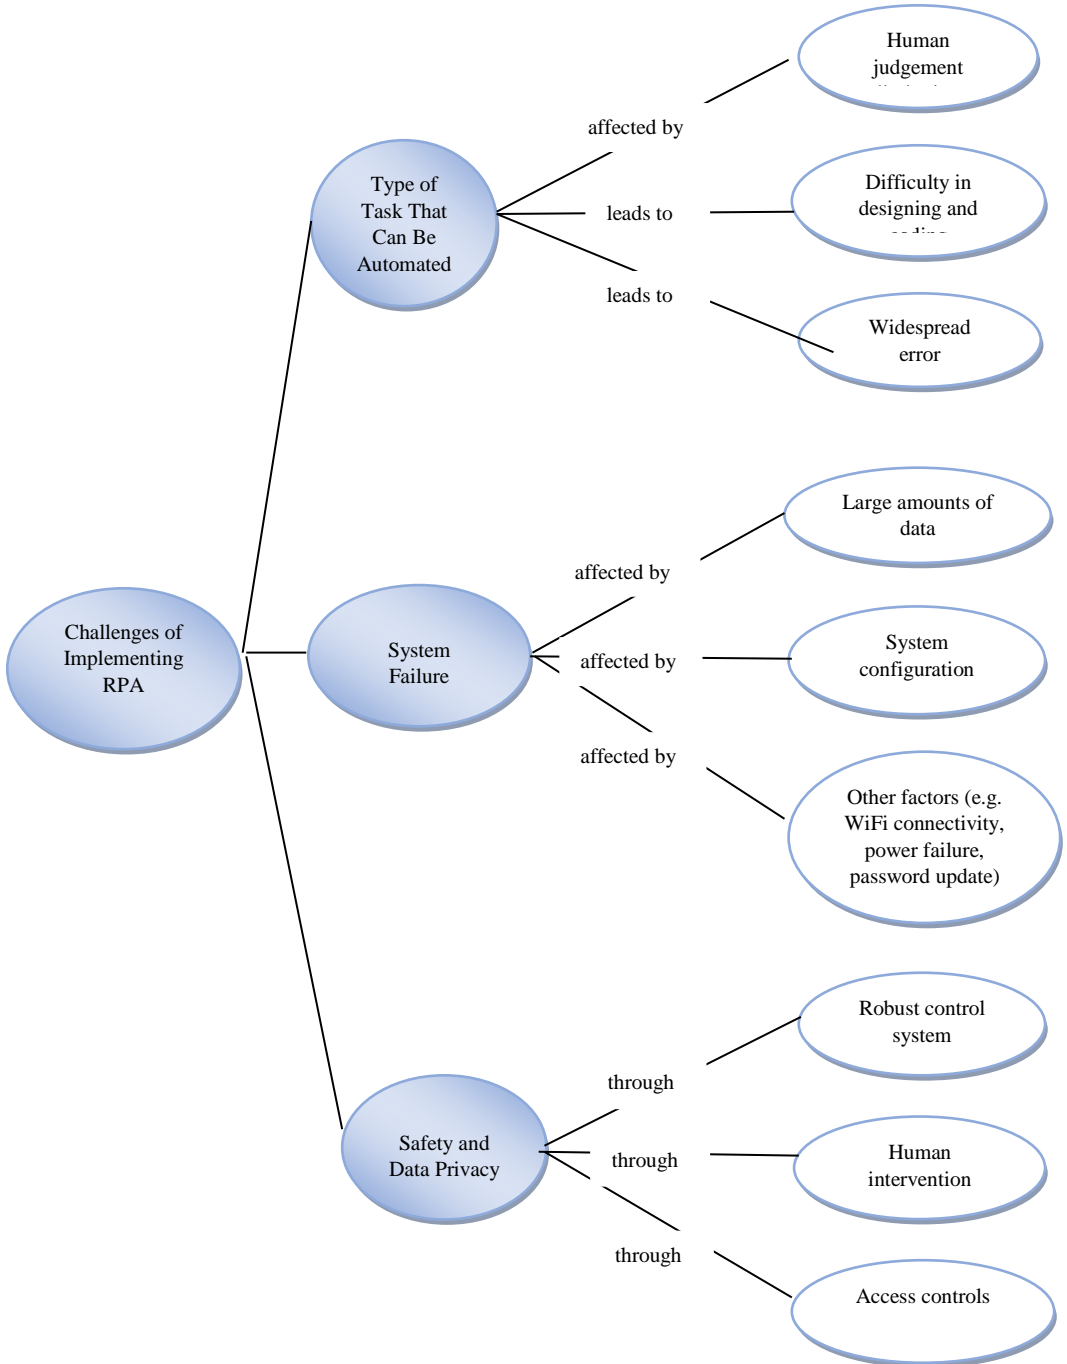 Human
judgement
affected by
Type of
Task That
Can Be
Automated
Difficulty in
designing and
leads to
leads to
Widespread
error
Large amounts of
data
affected by
Challenges of
Implementing
RPA
System
Failure
affected by
System
configuration
affected by
Other factors (e.g.
WiFi connectivity,
power failure,
password update)
Robust control
system
through
Safety and
Data Privacy
through
Human
intervention
through
Access controls